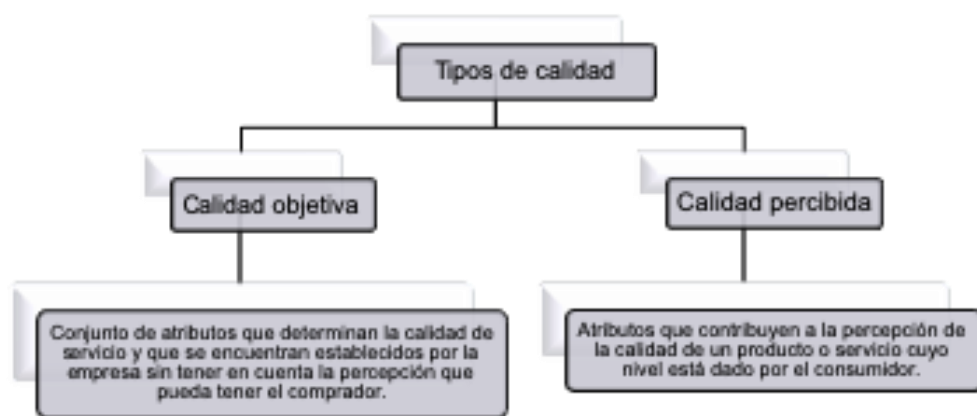 Tipos de calidad
Calidad objetiva
Calidad percibida
Conjunto de atributos que determinan la calidad de
servicio y que se encuentran establecidos por la
empresa sin tener en cuenta la percepción que
pueda tener el comprador.
Atributos que contribuyen a la percepción de
la calidad de un producto o servicio cuyo
nivel está dado por el consumidor.